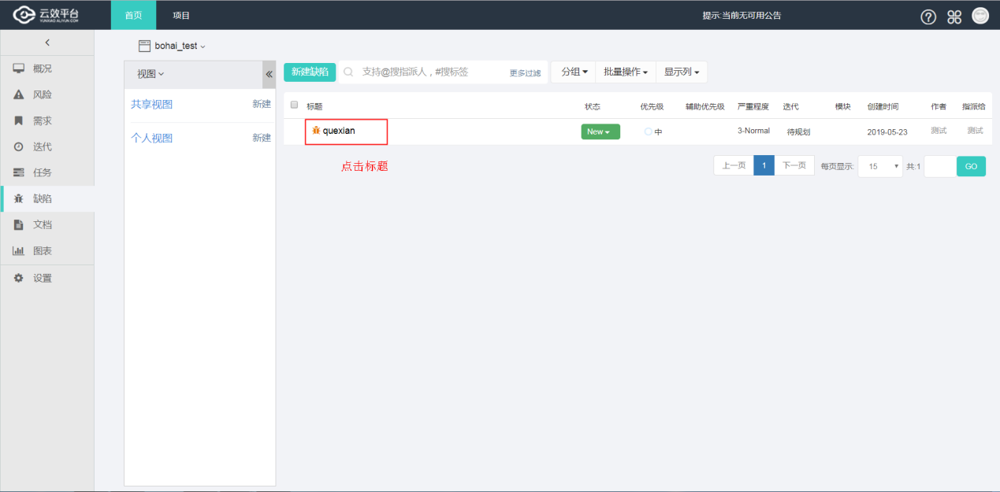 云效平台
YUNXIAO.ALIYUN.COM
首页
项目
提示:当前无可用公告
bohai_test
概况
风险
需求
迭代
任务
缺陷
文档
图表
设置
视图
共享视图 新建
个人视图 新建
新建缺陷 支持@搜指派人，#搜标签 更多过滤 分组 批量操作 显示列
标题 状态 优先级 辅助优先级 严重程度 迭代 模块 创建时间 作者 指派给
quexian New 中 3-Normal 待规划 2019-05-23 测试 测试
点击标题
上一页 1 下一页 每页显示: 15 共:1 GO